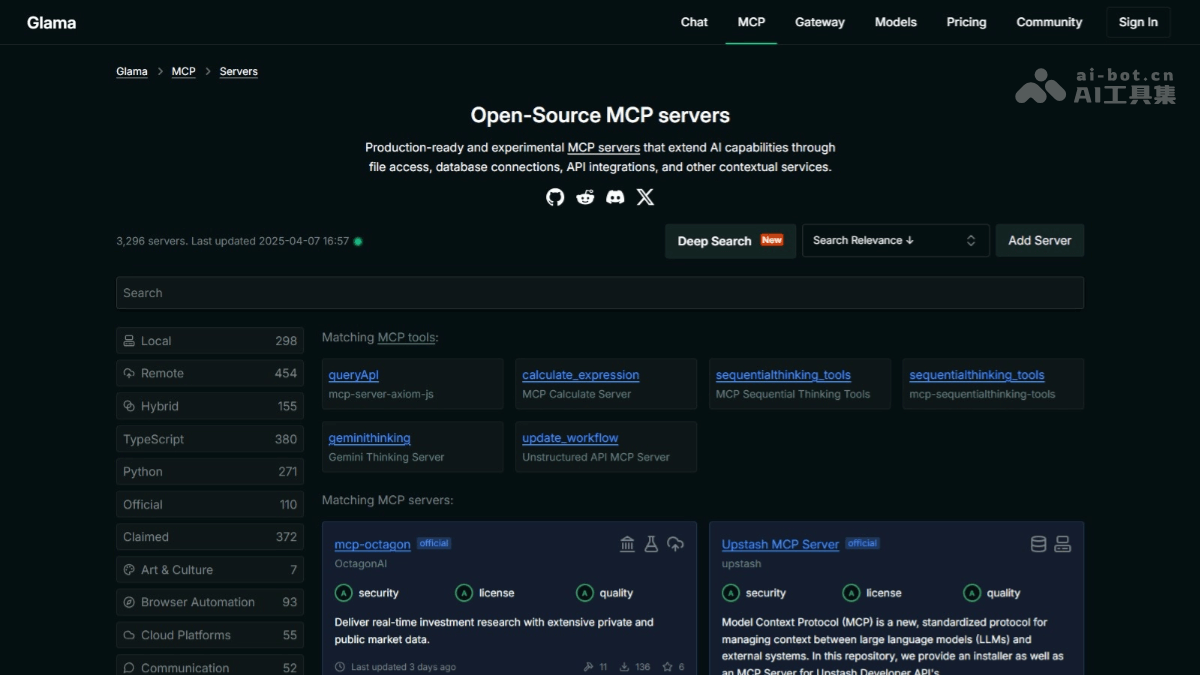 Glama
Chat MCP Gateway Models Pricing Community Sign In
Glama > MCP > Servers
ai-bot.cn
AI工具集
Open-Source MCP servers
Production-ready and experimental MCP servers that extend AI capabilities through
file access, database connections, API integrations, and other contextual services.
3,296 servers. Last updated 2025-04-07 16:57
Deep Search New
Search Relevance ↓
Add Server
Search
Local 298
Remote 454
Hybrid 155
TypeScript 380
Python 271
Official 110
Claimed 372
Art & Culture 7
Browser Automation 93
Cloud Platforms 55
Communication 52
Matching MCP tools:
queryApl
mcp-server-axiom-js
calculate_expression
MCP Calculate Server
sequentialthinking_tools
MCP Sequential Thinking Tools
sequentialthinking_tools
mcp-sequentialthinking-tools
geminithinking
Gemini Thinking Server
update_workflow
Unstructured API MCP Server
Matching MCP servers:
mcp-octagon official
OctagonAI
A security A license A quality
Deliver real-time investment research with extensive private and
public market data.
Last updated 3 days ago 11 136 6
Upstash MCP Server official
upstash
A security A license A quality
Model Context Protocol (MCP) is a new, standardized protocol for
managing context between large language models (LLMs) and
external systems. In this repository, we provide an installer as well as
an MCP Server for Upstash Developer API's.